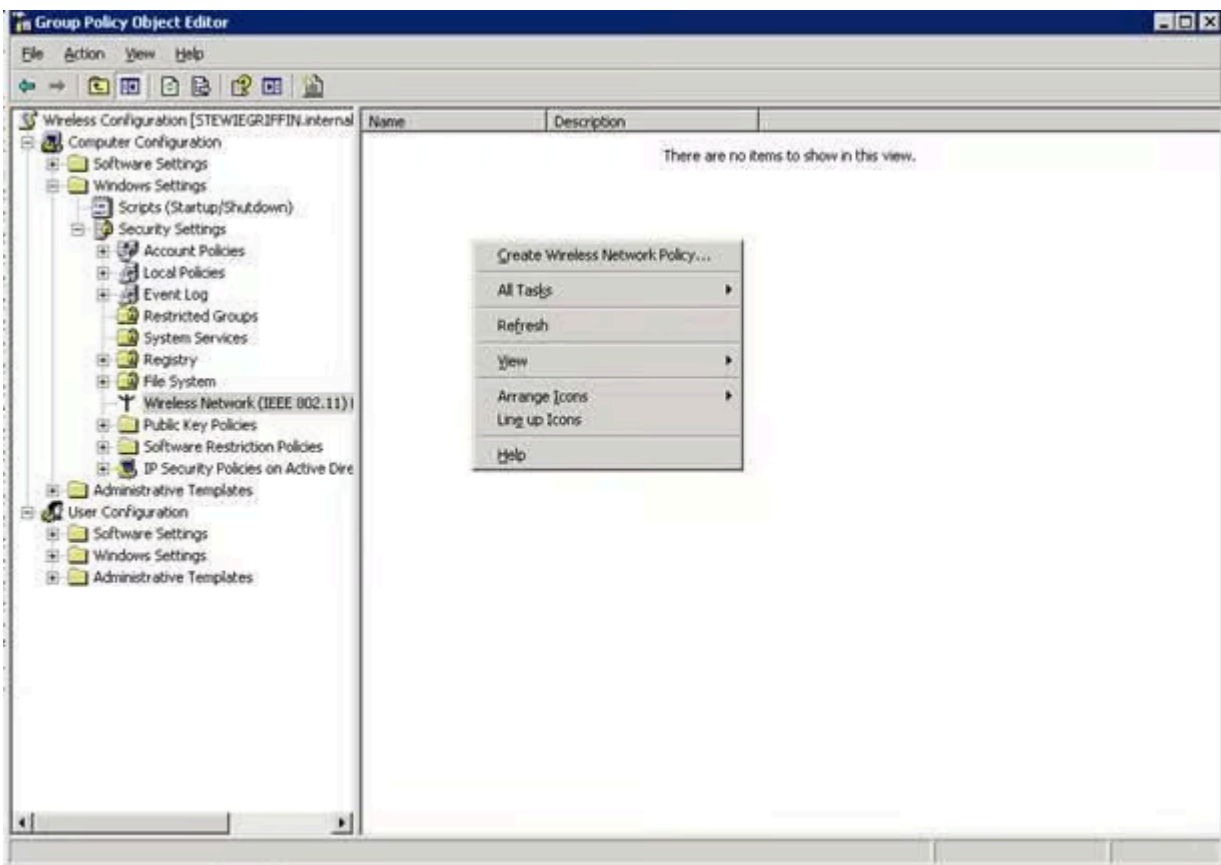 Group Policy Object Editor
File Action View Help
Wireless Configuration [STEWIEGRIFFIN.internal
Computer Configuration
Software Settings
Windows Settings
Scripts (Startup/Shutdown)
Security Settings
Account Policies
Local Policies
Event Log
Restricted Groups
System Services
Registry
File System
Wireless Network (IEEE 802.11)
Public Key Policies
Software Restriction Policies
IP Security Policies on Active Dire
Administrative Templates
User Configuration
Software Settings
Windows Settings
Administrative Templates
Name Description
There are no items to show in this view.
Create Wireless Network Policy...
All Tasks
Refresh
View
Arrange Icons
Line up Icons
Help